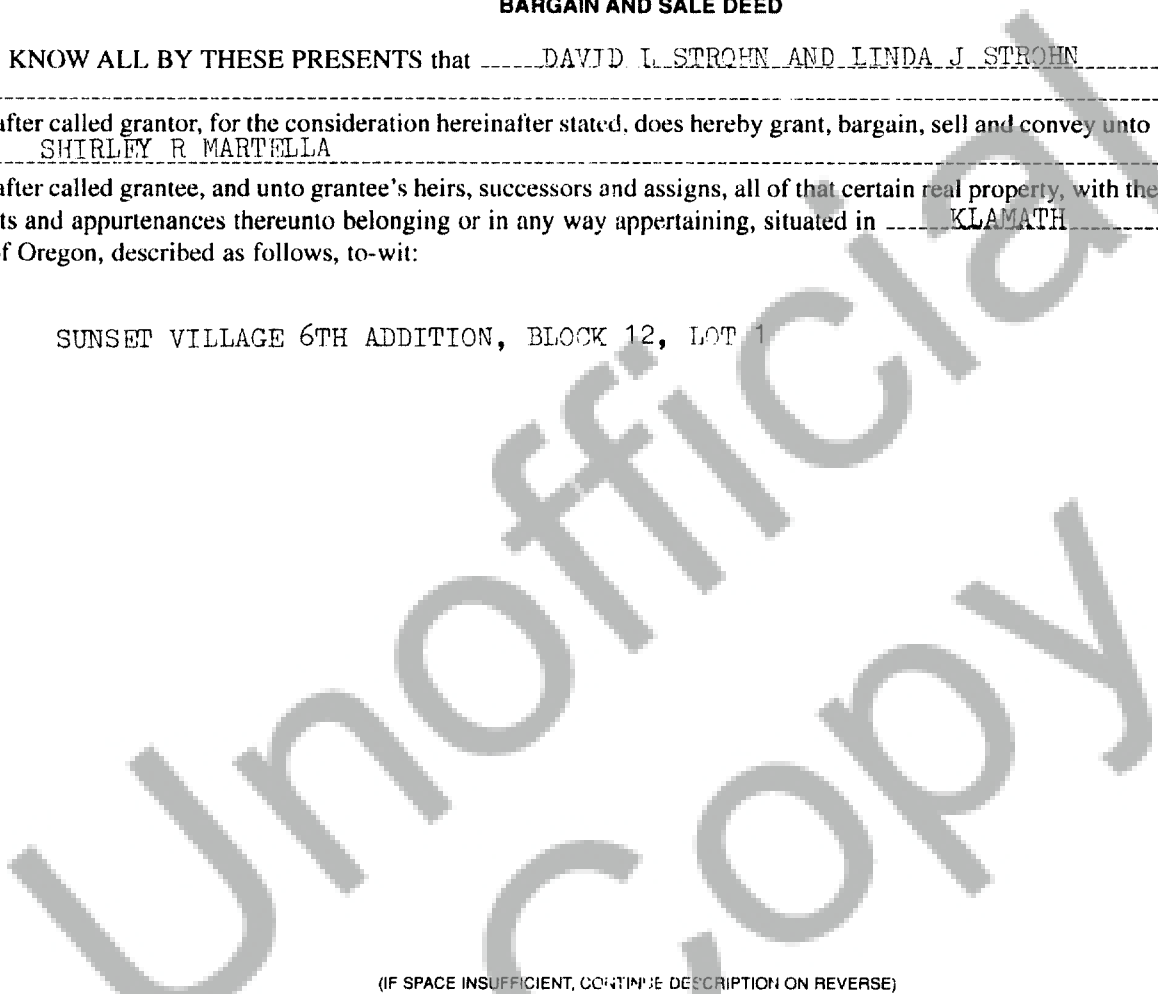 BARGAIN AND SALE DEED
KNOW ALL BY THESE PRESENTS that DAVID L STROHN AND LINDA J STROHN
after called grantor, for the consideration hereinafter stated, does hereby grant, bargain, sell and convey unto
SHIRLEY R MARTELLA
after called grantee, and unto grantee's heirs, successors and assigns, all of that certain real property, with the
ts and appurtenances thereunto belonging or in any way appertaining, situated in KLAMATH
f Oregon, described as follows, to-wit:
SUNSET VILLAGE 6TH ADDITION, BLOCK 12, LOT 1
Unofficial
Copy
(IF SPACE INSUFFICIENT, CONTINUE DESCRIPTION ON REVERSE)